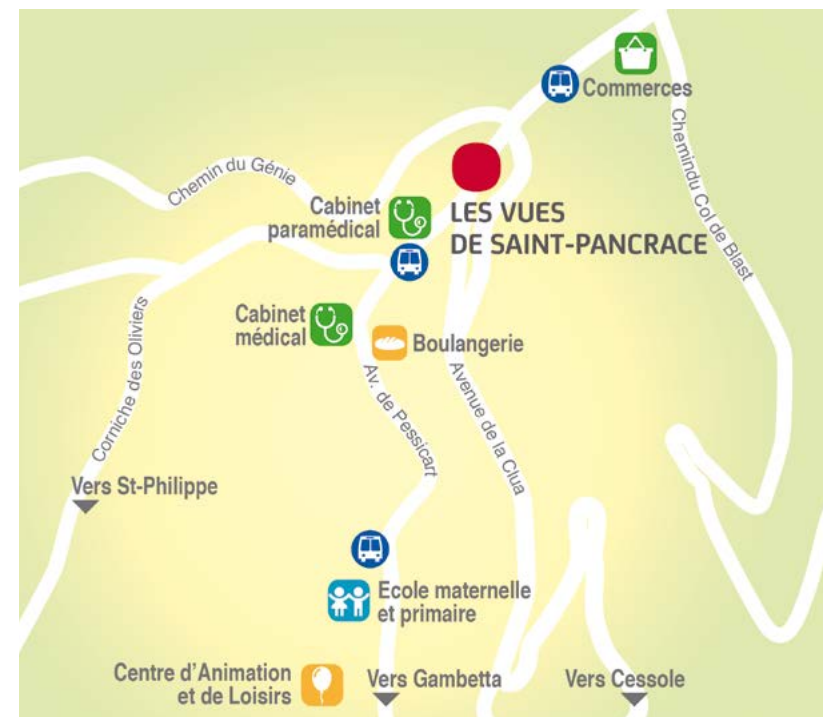 Commerces
Chemin du Génie
Chemindu Col de Blast
Cabinet
paramédical
LES VUES
DE SAINT-PANCRACE
Cabinet
médical
Boulangerie
Corniche des Oliviers
Av. de Pessicart
Avenue de la Clua
Vers St-Philippe
Ecole maternelle
et primaire
Centre d'Animation
et de Loisirs
Vers Gambetta
Vers Cessole